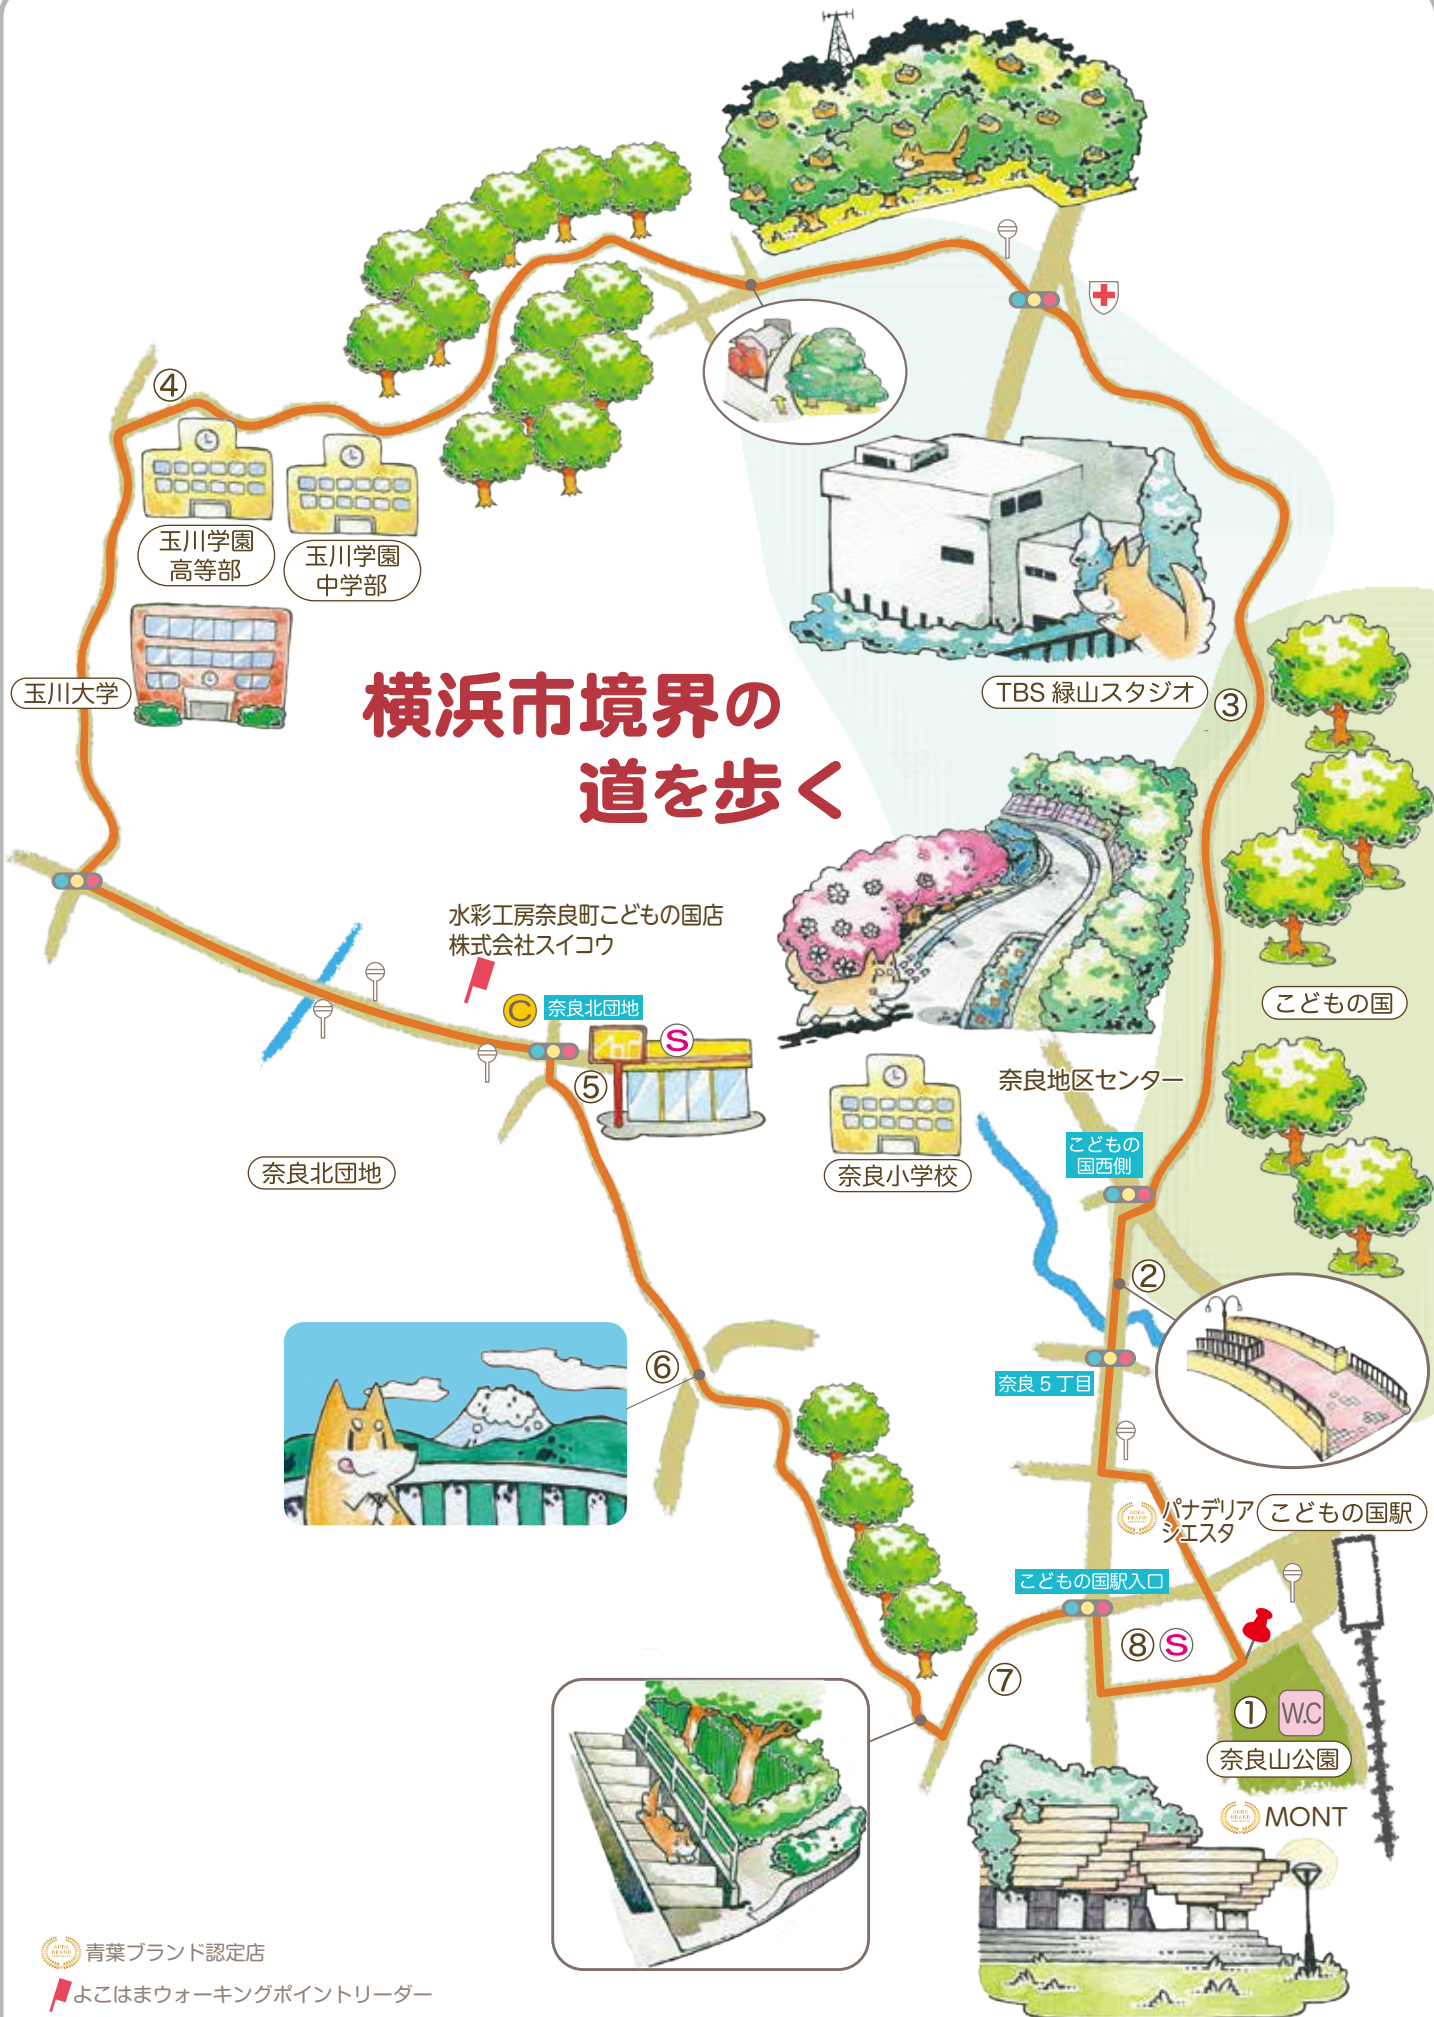 ④
玉川学園
高等部
玉川学園
中学部
玉川大学
横浜市境界の
道を歩く
TBS 緑山スタジオ
③
水彩工房奈良町こどもの国店
株式会社スイコウ
C
奈良北団地
S
⑤
こどもの国
奈良地区センター
こどもの
国西側
奈良小学校
奈良北団地
②
⑥
奈良5丁目
パナデリア
シエスタ
こどもの国駅
こどもの国駅入口
⑧
S
⑦
①
W.C
奈良山公園
MONT
青葉ブランド認定店
よこはまウォーキングポイントリーダー